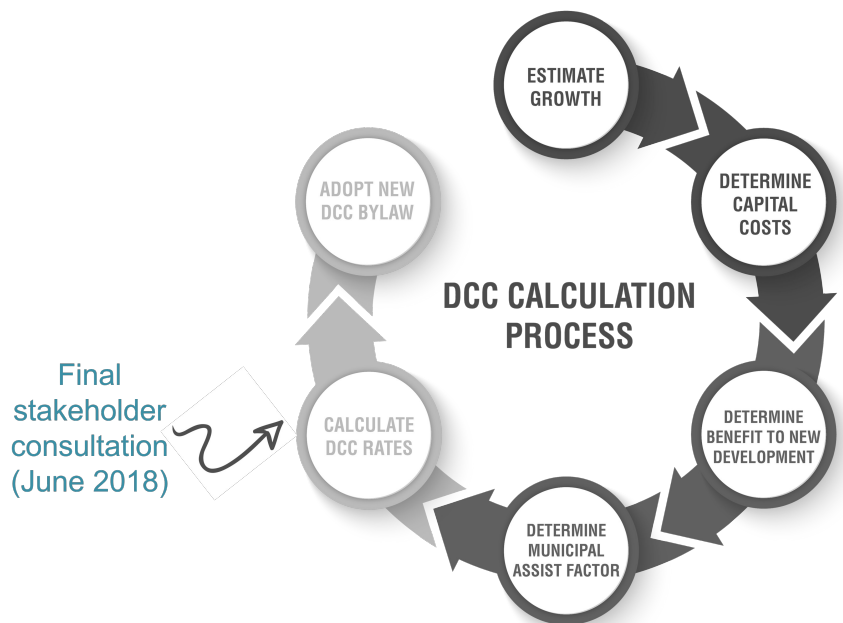 DCC CALCULATION
PROCESS
ESTIMATE
GROWTH
DETERMINE
CAPITAL
COSTS
DETERMINE
BENEFIT TO NEW
DEVELOPMENT
DETERMINE
MUNICIPAL
ASSIST FACTOR
CALCULATE
DCC RATES
ADOPT NEW
DCC BYLAW
Final
stakeholder
consultation
(June 2018)